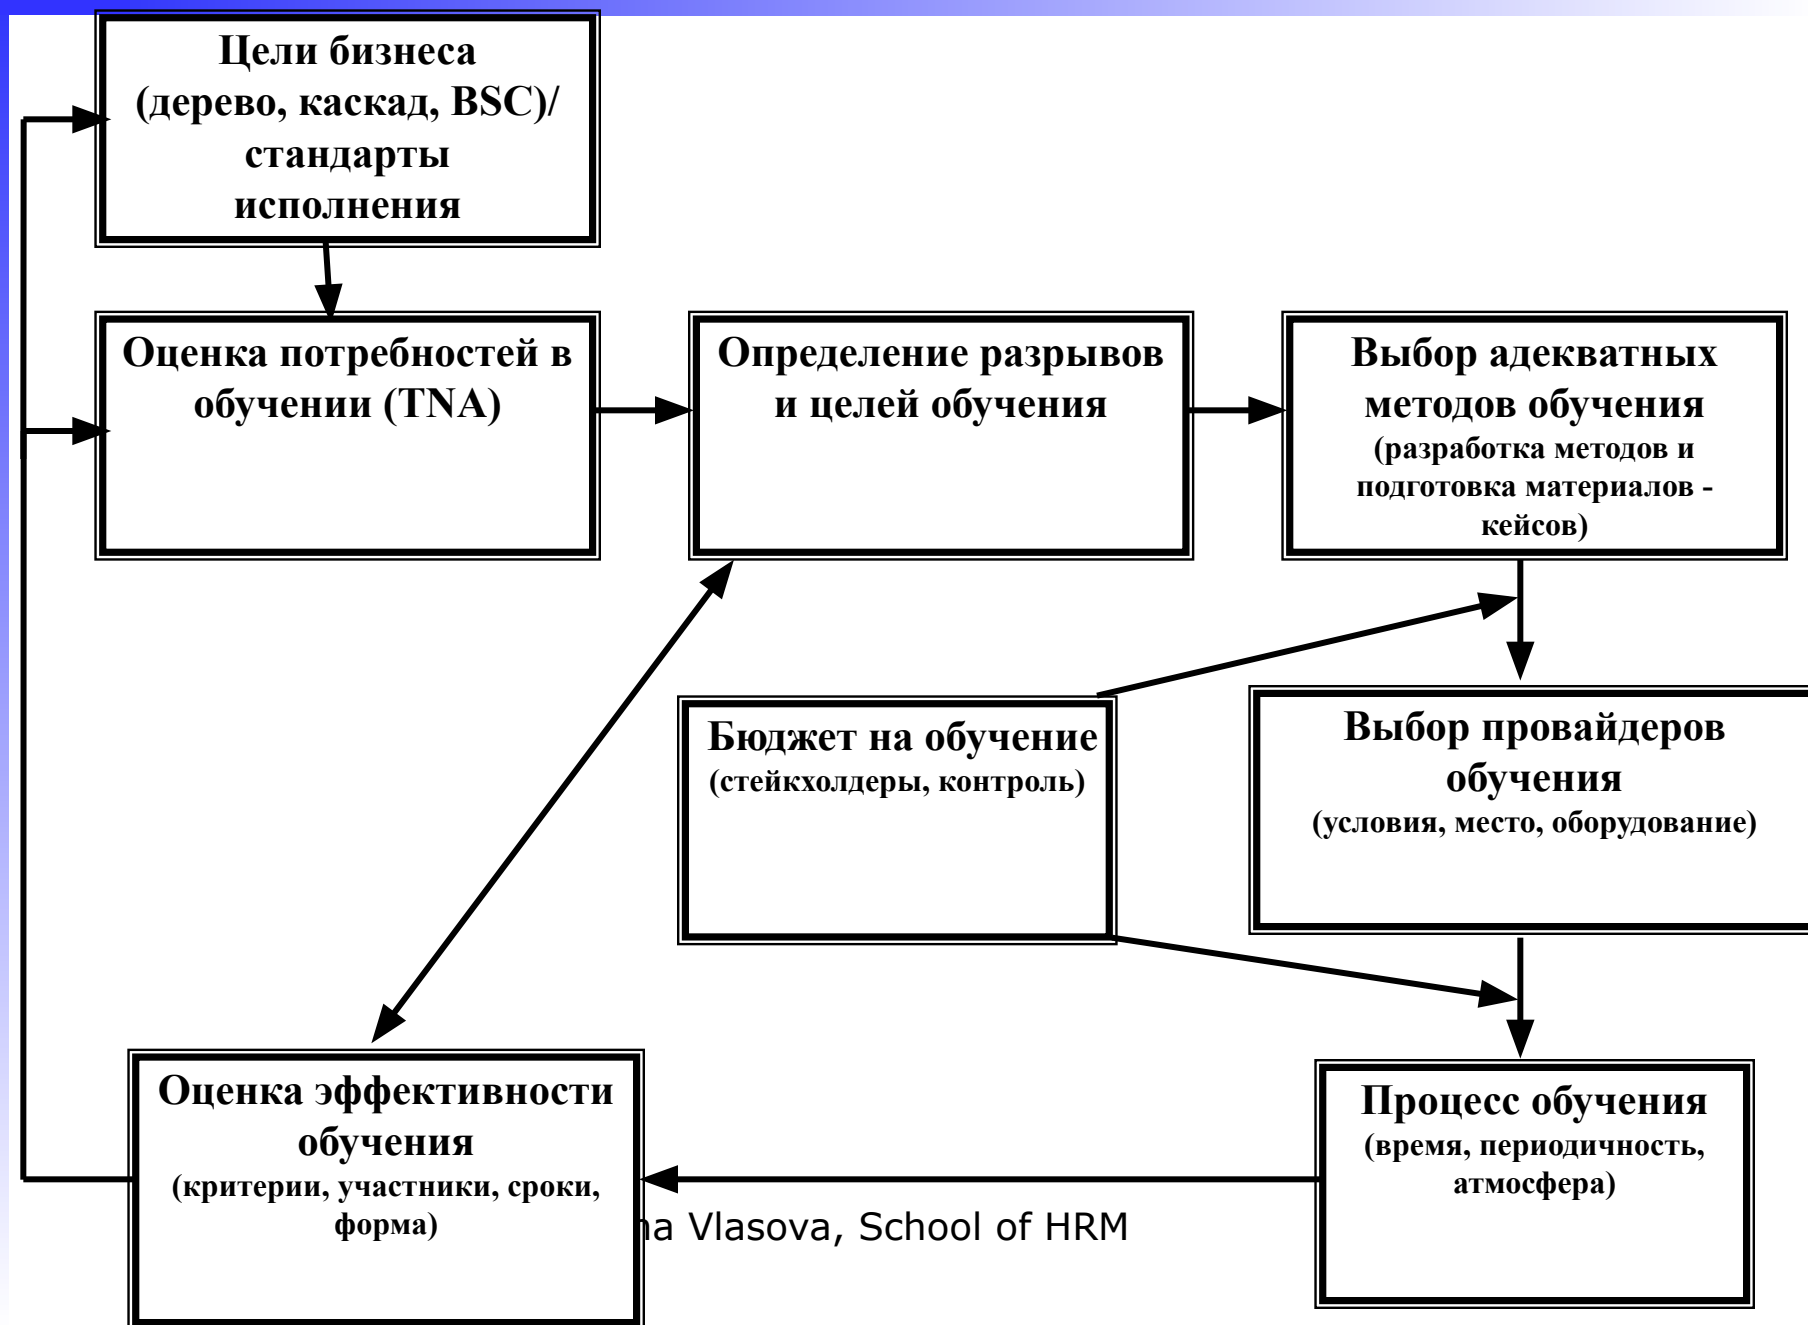 Цели бизнеса
(дерево, каскад, BSC)/
стандарты
исполнения
Оценка потребностей в
обучении (TNA)
Определение разрывов
и целей обучения
Выбор адекватных
методов обучения
(разработка методов и
подготовка материалов -
кейсов)
Бюджет на обучение
(стейкхолдеры, контроль)
Выбор провайдеров
обучения
(условия, место, оборудование)
Оценка эффективности
обучения
(критерии, участники, сроки,
форма)
Процесс обучения
(время, периодичность,
атмосфера)
Vlasova, School of HRM